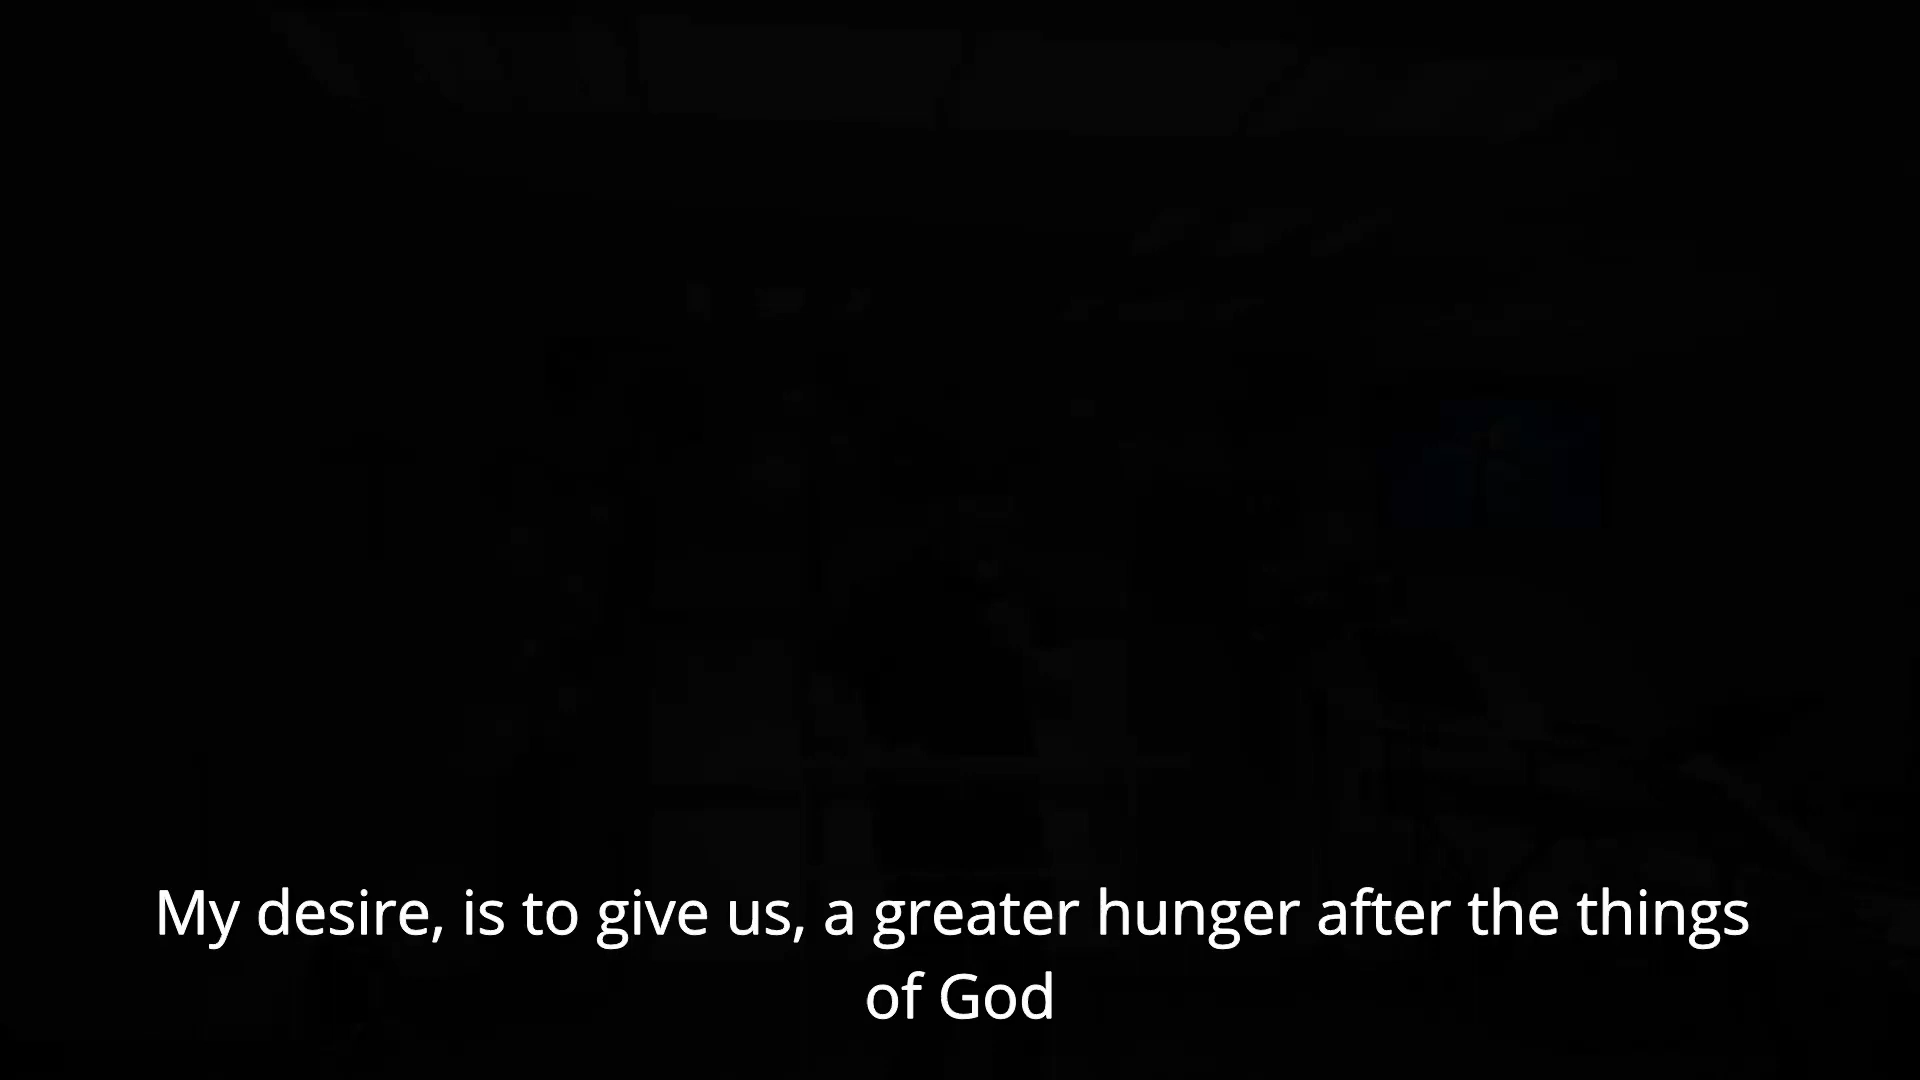 My desire, is to give us, a greater hunger after the things
of God